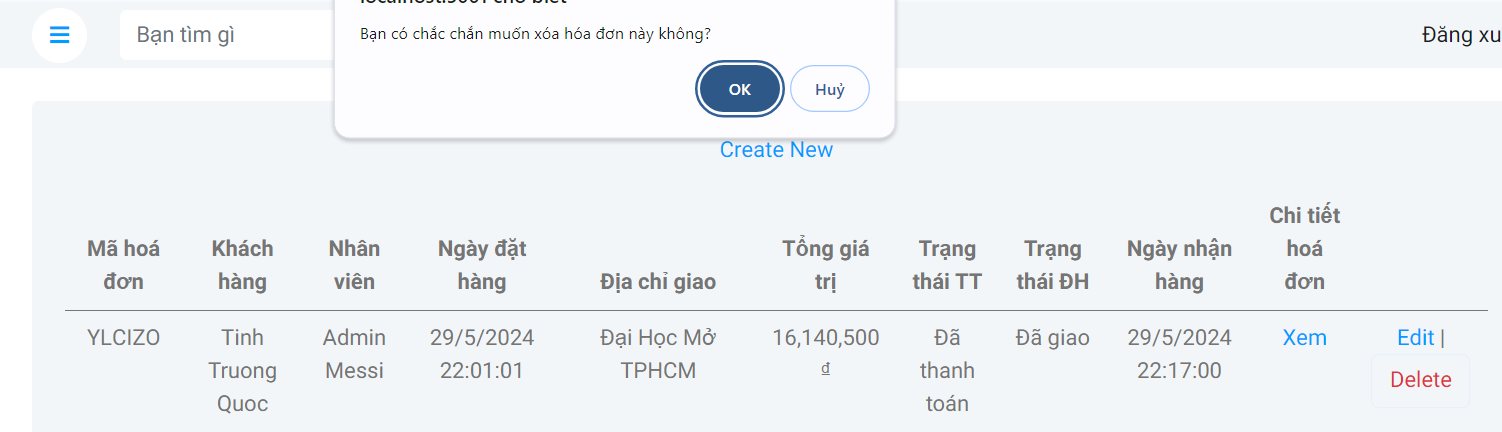 Bạn tìm gì
Bạn có chắc chắn muốn xóa hóa đơn này không?
OK
Huỷ
Đăng xu
Create New
Mã hoá đơn
Khách hàng
Nhân viên
Ngày đặt hàng
Địa chỉ giao
Tổng giá trị
Trạng thái TT
Trạng thái ĐH
Ngày nhận hàng
Chi tiết hoá đơn
YLCIZO
Tinh Truong Quoc
Admin Messi
29/5/2024 22:01:01
Đại Học Mở TPHCM
16,140,500 ₫
Đã thanh toán
Đã giao
29/5/2024 22:17:00
Xem
Edit |
Delete